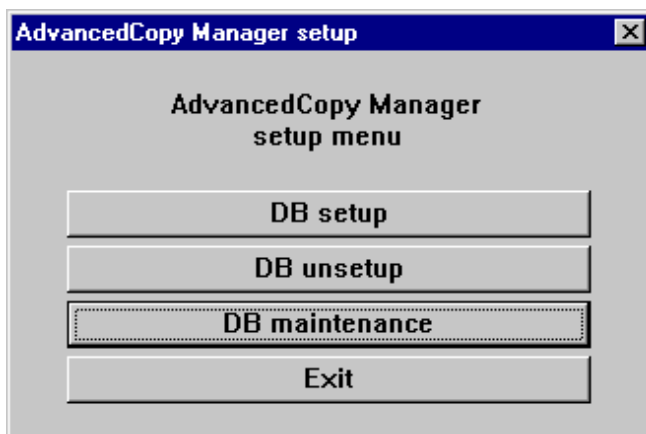 AdvancedCopy Manager setup
AdvancedCopy Manager
setup menu
DB setup
DB unsetup
DB maintenance
Exit